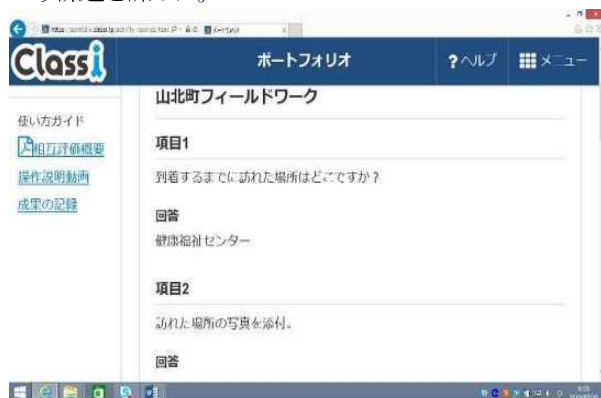 Classi
ポートフォリオ
?ヘルプ
メニュー
使い方ガイド
相互評価概要
操作説明動画
成果の記録
山北町フィールドワーク
項目1
到着するまでに訪れた場所はどこですか？
回答
健康福祉センター
項目2
訪れた場所の写真を添付。
回答